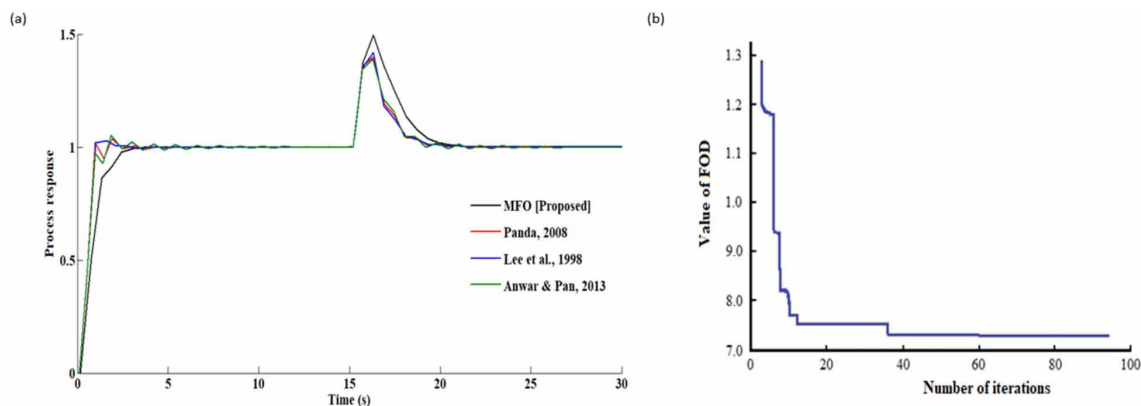 (a)
1.5
1
0.5
0
Process response
0
5
10
15
20
25
30
Time (s)
MFO [Proposed]
Panda, 2008
Lee et al., 1998
Anwar & Pan, 2013
(b)
1.3
1.2
1.1
1.0
9.0
8.0
7.0
Value of FOD
0
20
40
60
80
100
Number of iterations